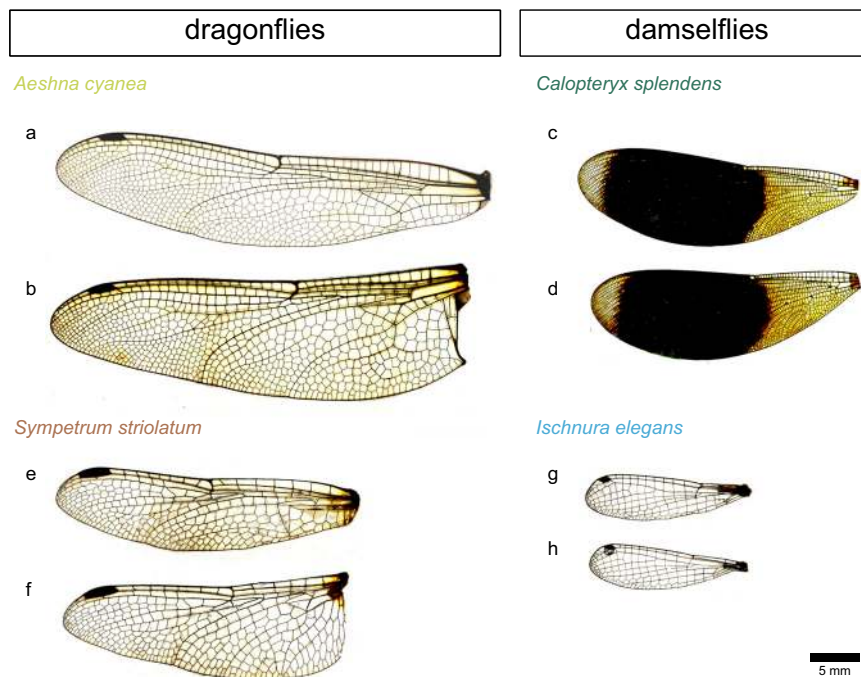 dragonflies
damselflies
Aeshna cyanea
Calopteryx splendens
a
c
b
d
Sympetrum striolatum
Ischnura elegans
e
g
f
h
5 mm